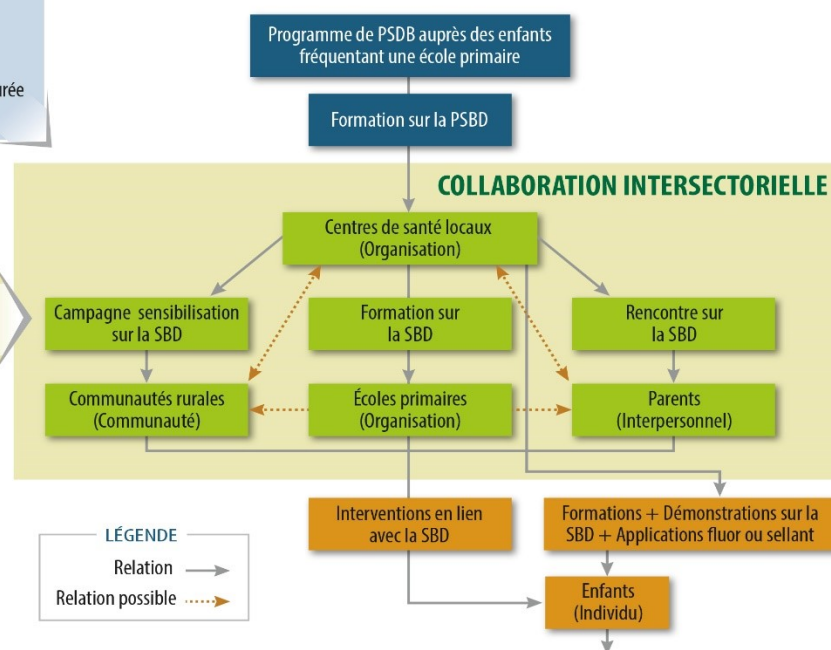 Programme de PSDB auprès des enfants
fréquentant une école primaire
Formation sur la PSBD
COLLABORATION INTERSECTORIELLE
Centres de santé locaux
(Organisation)
Campagne sensibilisation
sur la SBD
Formation sur
la SBD
Rencontre sur
la SBD
Communautés rurales
(Communauté)
Écoles primaires
(Organisation)
Parents
(Interpersonnel)
Interventions en lien
avec la SBD
Formations + Démonstrations sur la
SBD + Applications fluor ou sellant
Enfants
(Individu)
LÉGENDE
Relation
Relation possible